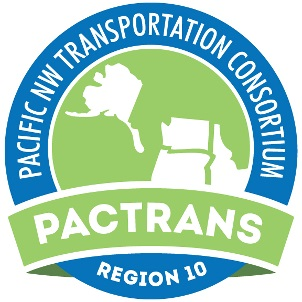 PACIFIC NW TRANSPORTATION CONSORTIUM
PACTRANS
REGION 10